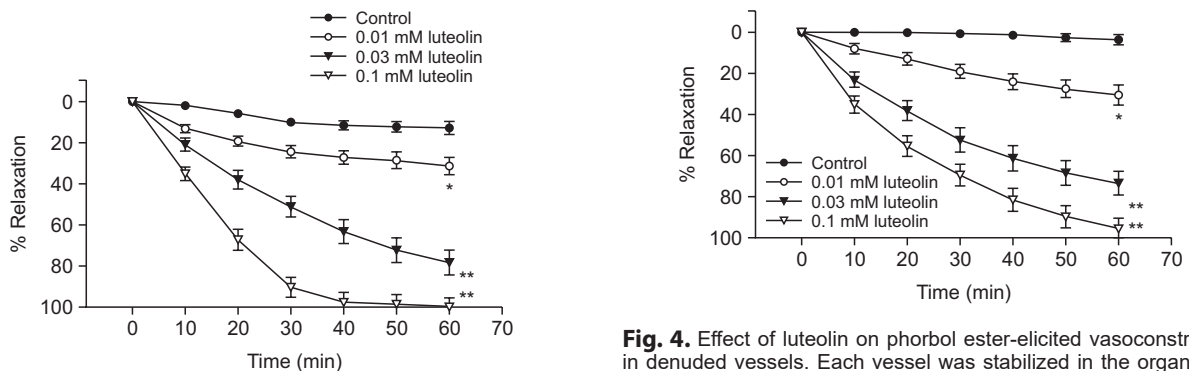 Control
0.01 mM luteolin
0.03 mM luteolin
0.1 mM luteolin
% Relaxation
0
20
40
60
80
100
*
**
**
0 10 20 30 40 50 60 70
Time (min)
% Relaxation
0
20
40
60
80
100
Control
0.01 mM luteolin
0.03 mM luteolin
0.1 mM luteolin
*
**
**
0 10 20 30 40 50 60 70
Time (min)
Fig. 4. Effect of luteolin on phorbol ester-elicited vasoconstr
in denuded vessels. Each vessel was stabilized in the organ